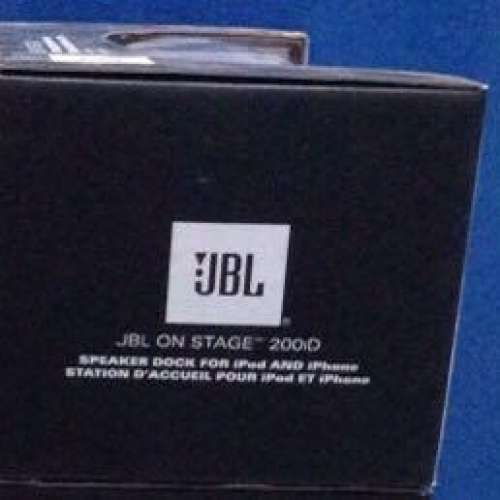 JBL
JBL ON STAGE™ 200iD
SPEAKER DOCK FOR iPod AND iPhone
STATION D'ACCUEIL POUR iPod ET iPhone